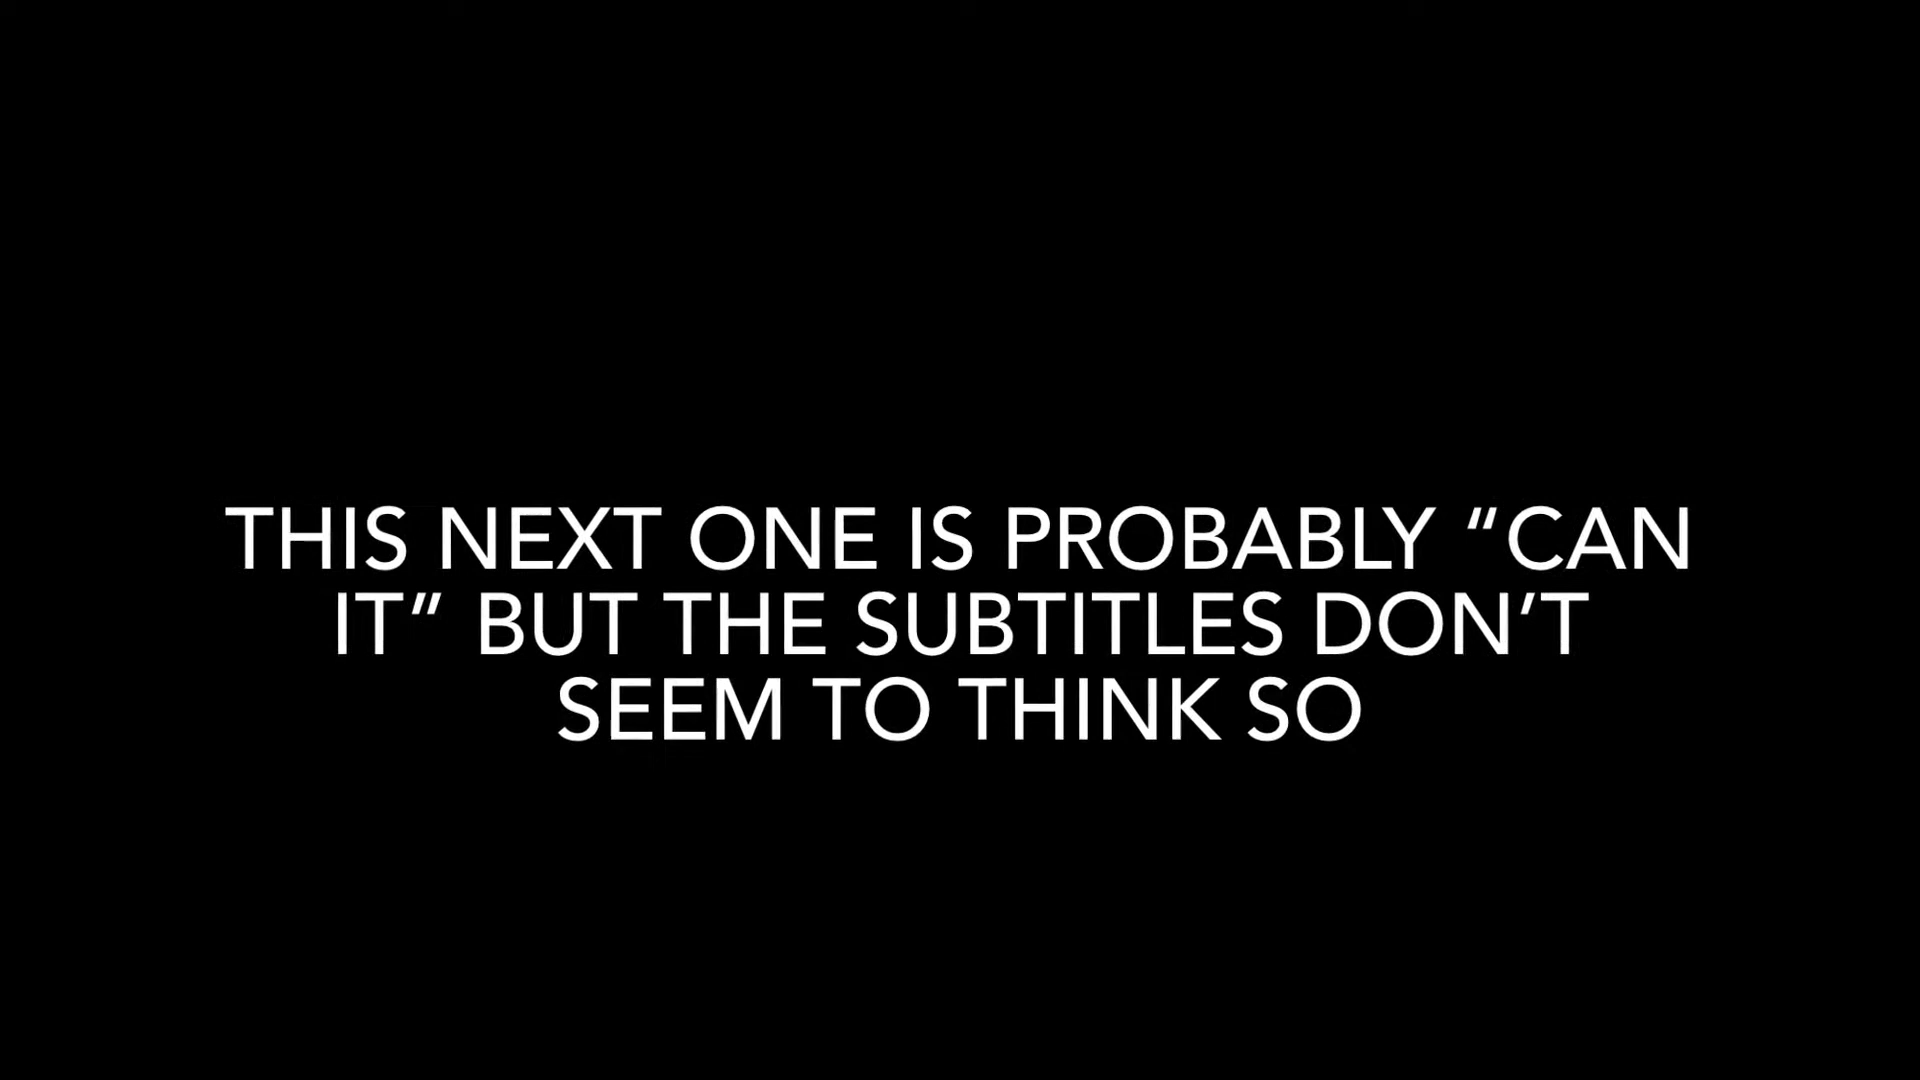 THIS NEXT ONE IS PROBABLY “CAN
IT” BUT THE SUBTITLES DON’T
SEEM TO THINK SO